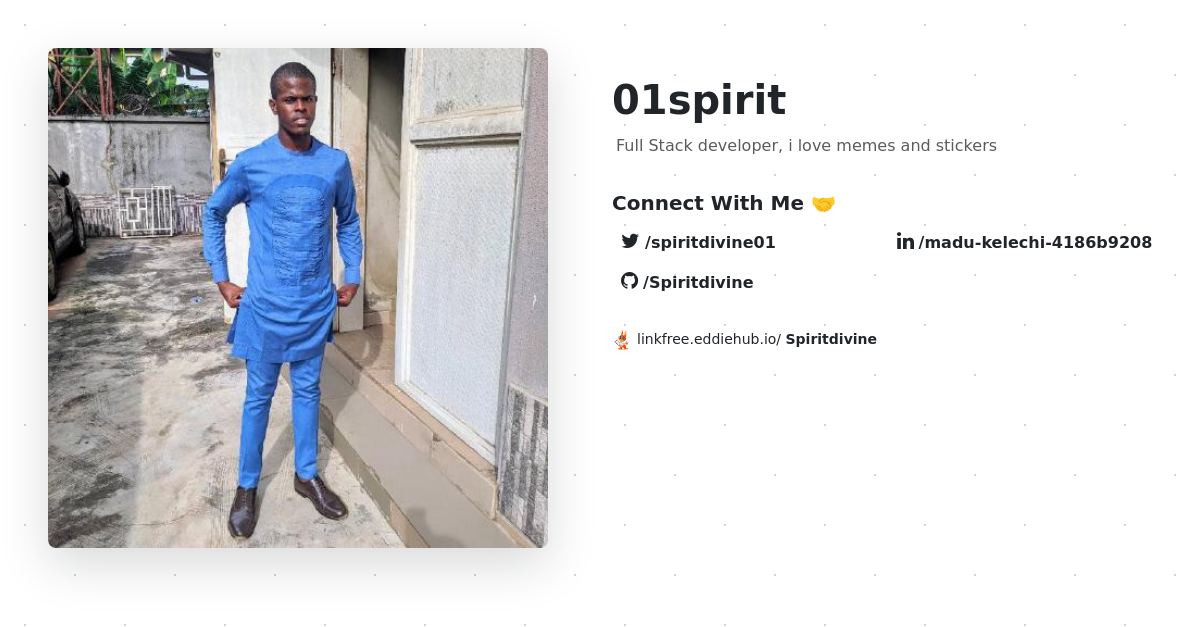 01spirit
Full Stack developer, i love memes and stickers
Connect With Me 🤝
/spiritdivine01
/madu-kelechi-4186b9208
/Spiritdivine
linkfree.eddiehub.io/ Spiritdivine